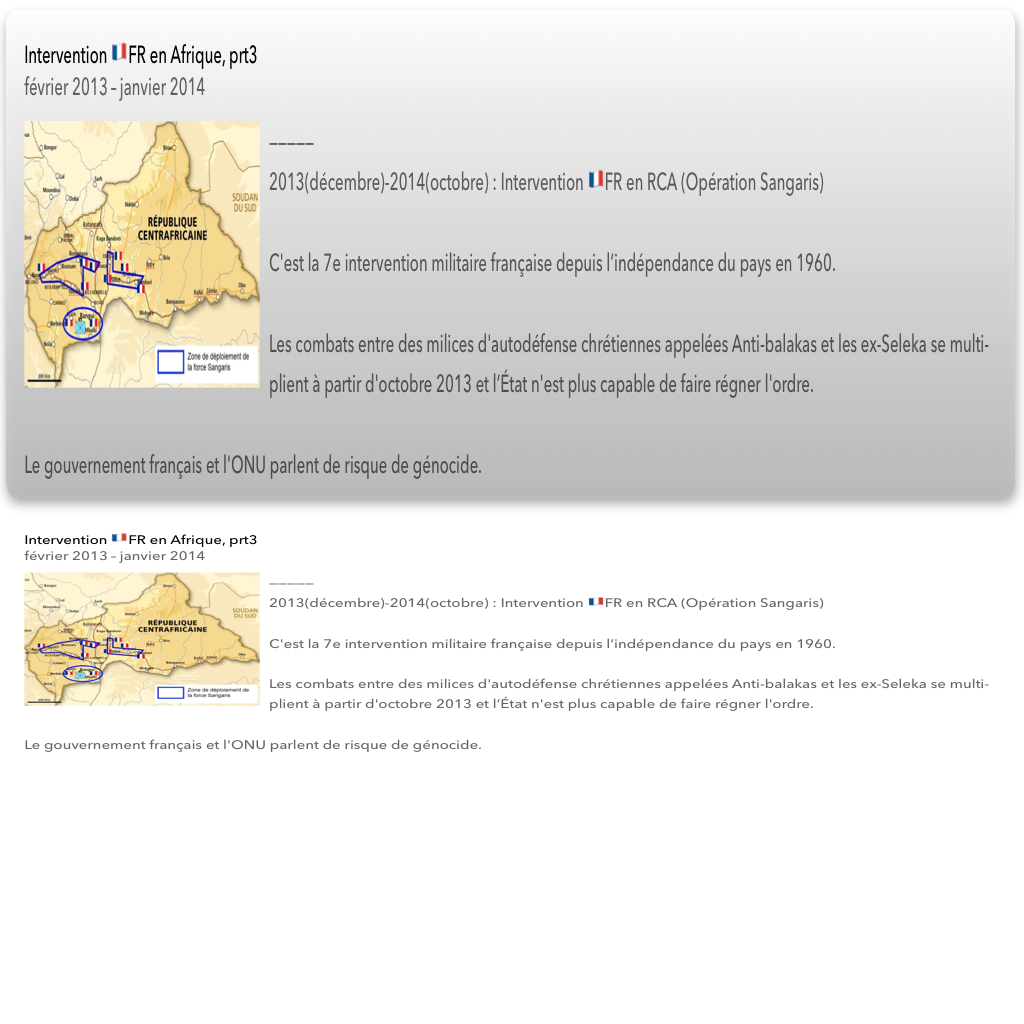 Intervention 🇫🇷FR en Afrique, prt3
février 2013 – janvier 2014
_____
2013(décembre)-2014(octobre) : Intervention 🇫🇷FR en RCA (Opération Sangaris)
C'est la 7e intervention militaire française depuis l’indépendance du pays en 1960.
Les combats entre des milices d'autodéfense chrétiennes appelées Anti-balakas et les ex-Seleka se multi-
plient à partir d'octobre 2013 et l’État n'est plus capable de faire régner l'ordre.
SOUDAN
DU SUD
RÉPUBLIQUE
CENTRAFRICAINE
Zone de déploiement de
la force Sangaris
Le gouvernement français et l'ONU parlent de risque de génocide.
Intervention 🇫🇷FR en Afrique, prt3
février 2013 – janvier 2014
_____
2013(décembre)-2014(octobre) : Intervention 🇫🇷FR en RCA (Opération Sangaris)
C'est la 7e intervention militaire française depuis l’indépendance du pays en 1960.
Les combats entre des milices d'autodéfense chrétiennes appelées Anti-balakas et les ex-Seleka se multi-
plient à partir d'octobre 2013 et l’État n'est plus capable de faire régner l'ordre.
SOUDAN
DU SUD
RÉPUBLIQUE
CENTRAFRICAINE
Zone de déploiement de
la force Sangaris
Le gouvernement français et l'ONU parlent de risque de génocide.